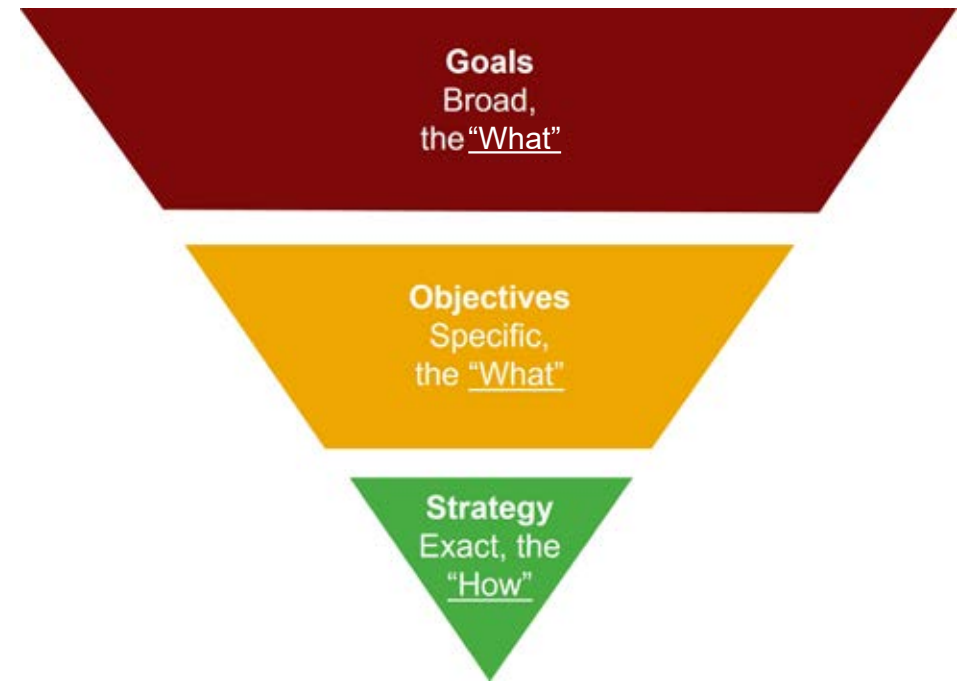 Goals
Broad,
the “What”
Objectives
Specific,
the “What”
Strategy
Exact, the
“How”